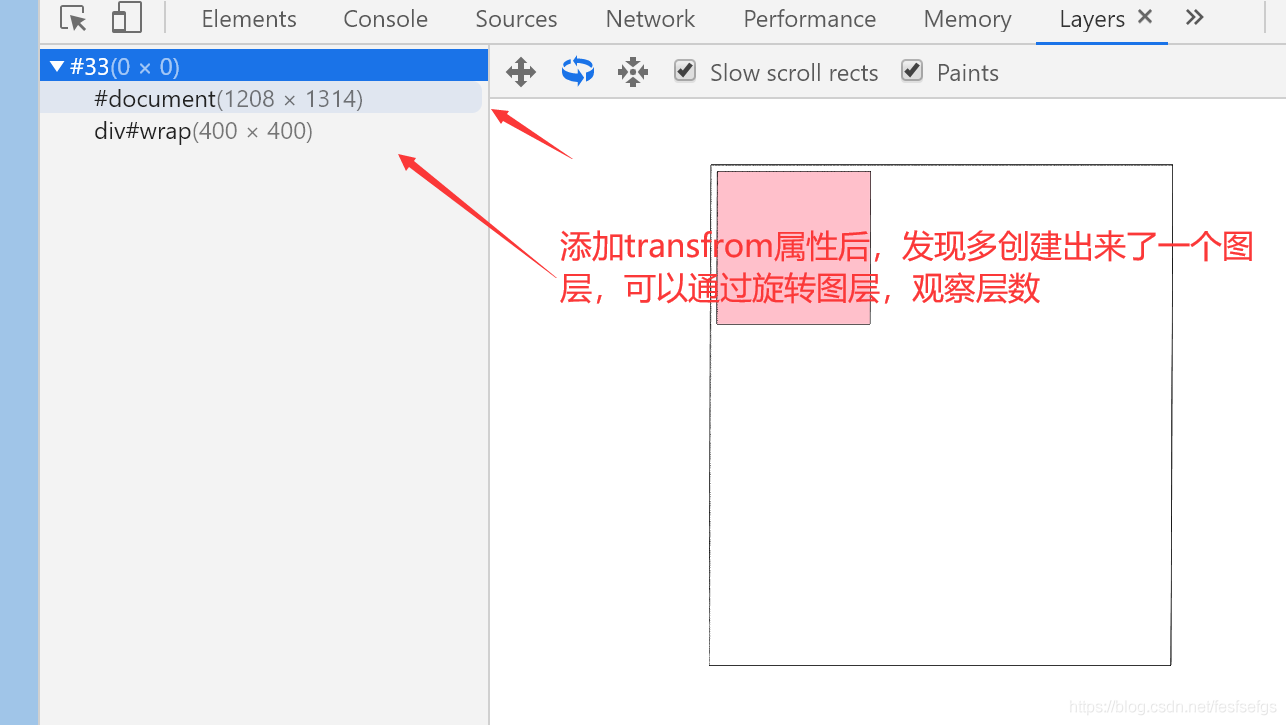 Elements Console Sources Network Performance Memory Layers × »
▼ #33(0 × 0)
Slow scroll rects Paints
#document(1208 × 1314)
div#wrap(400 × 400)
添加transfrom属性后，发现多创建出来了一个图
层，可以通过旋转图层，观察层数
https://blog.csdn.net/fesfsefgs